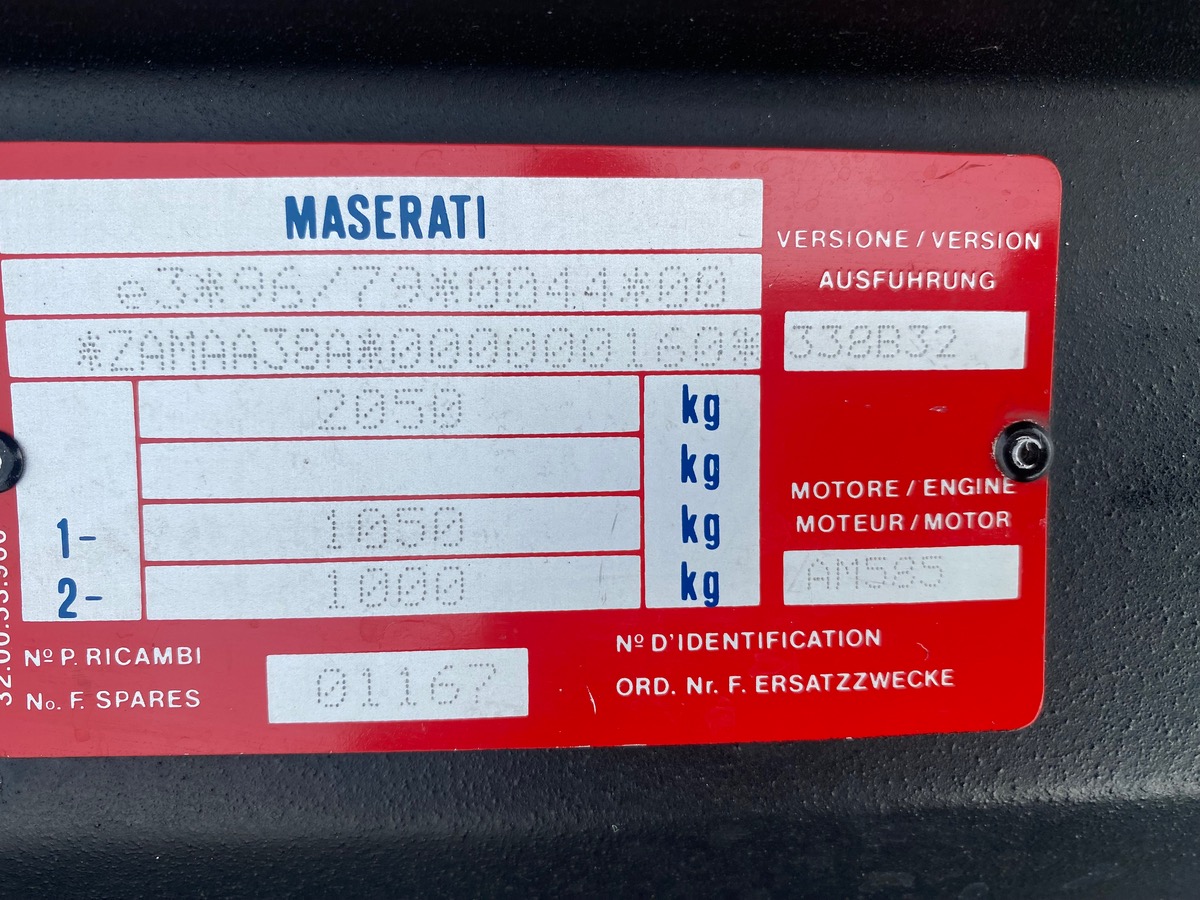 MASERATI
e3*96/79*0044*00
*ZAMAA38A*000000160*
2050 kg
kg
1- 1050 kg
2- 1000 kg
Nº P. RICAMBI
No. F. SPARES
01167
Nº D'IDENTIFICATION
ORD. Nr. F. ERSATZZWECKE
VERSIONE / VERSION
AUSFUHRUNG
338B32
MOTORE / ENGINE
MOTEUR / MOTOR
AM585